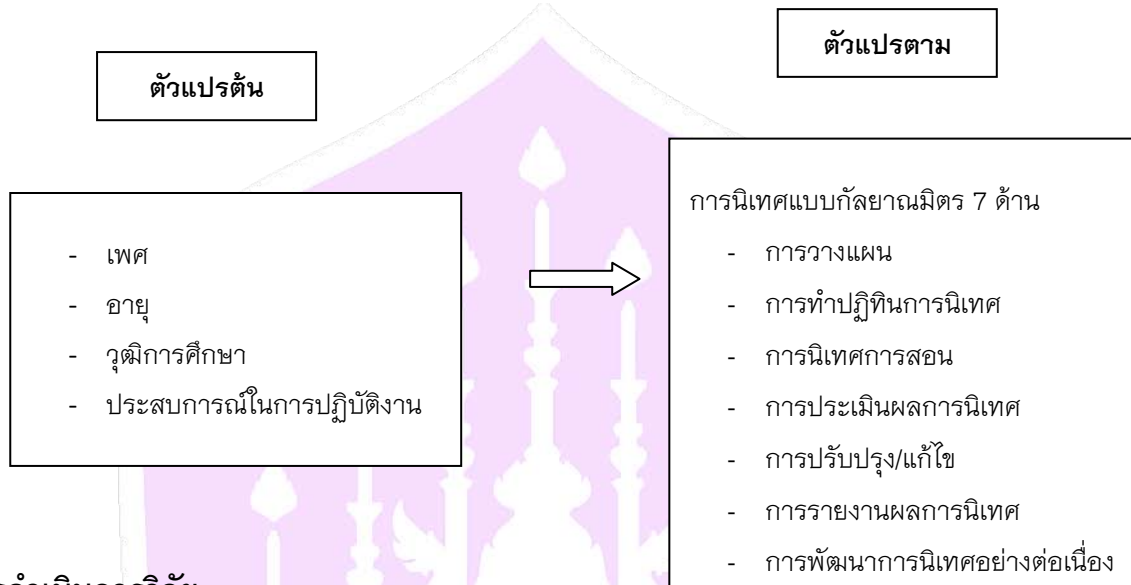 ตัวแปรต้น
ตัวแปรตาม
- เพศ
- อายุ
- วุฒิการศึกษา
- ประสบการณ์ในการปฏิบัติงาน
การนิเทศแบบกัลยาณมิตร 7 ด้าน
- การวางแผน
- การทำปฏิทินการนิเทศ
- การนิเทศการสอน
- การประเมินผลการนิเทศ
- การปรับปรุง/แก้ไข
- การรายงานผลการนิเทศ
- การพัฒนาการนิเทศอย่างต่อเนื่อง